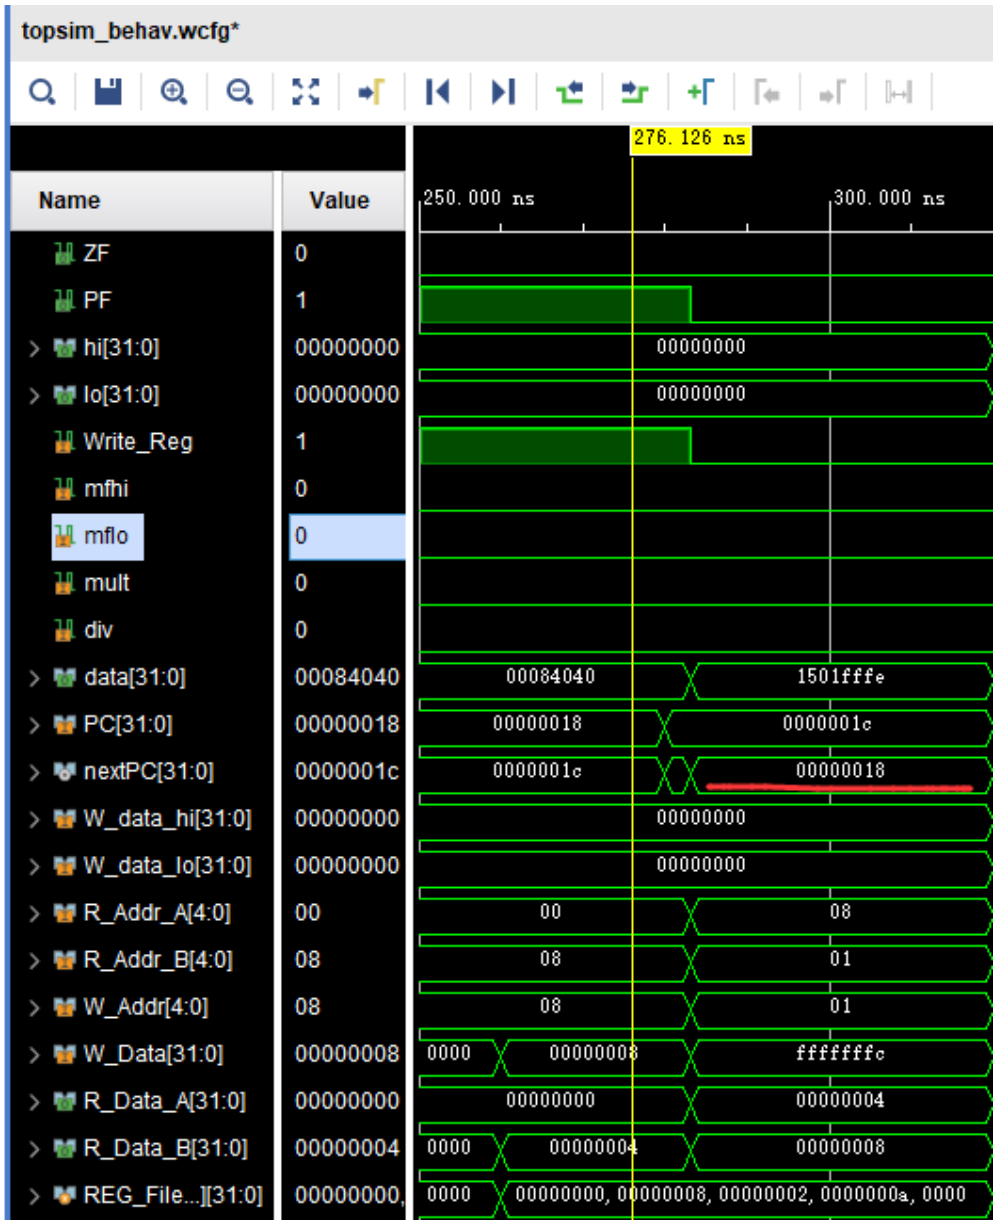 topsim_behav.wcfg*
276.126 ns
Name Value 250.000 ns 300.000 ns
ZF 0
PF 1
hi[31:0] 00000000 00000000
lo[31:0] 00000000 00000000
Write_Reg 1
mfhi 0
mflo 0
mult 0
div 0
data[31:0] 00084040 00084040 1501fffe
PC[31:0] 00000018 00000018 0000001c
nextPC[31:0] 0000001c 0000001c 00000018
W_data_hi[31:0] 00000000 00000000
W_data_lo[31:0] 00000000 00000000
R_Addr_A[4:0] 00 00 08
R_Addr_B[4:0] 08 08 01
W_Addr[4:0] 08 08 01
W_Data[31:0] 00000008 0000 00000008 fffffffc
R_Data_A[31:0] 00000000 00000000 00000004
R_Data_B[31:0] 00000004 0000 00000004 00000008
REG_File...][31:0] 00000000, 0000 00000000, 00000008, 00000002, 0000000a, 0000